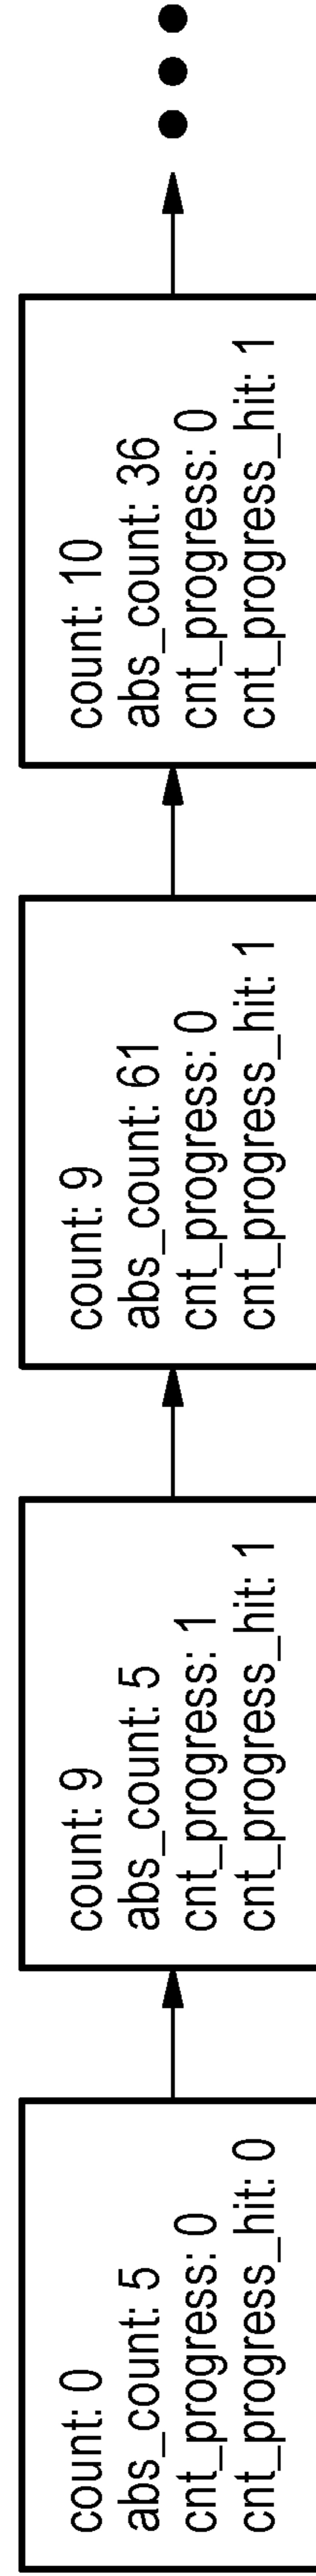 count: 0
abs_count: 5
cnt_progress: 0
cnt_progress_hit: 0
count: 9
abs_count: 5
cnt_progress: 1
cnt_progress_hit: 1
count: 9
abs_count: 61
cnt_progress: 0
cnt_progress_hit: 1
count: 10
abs_count: 36
cnt_progress: 0
cnt_progress_hit: 1